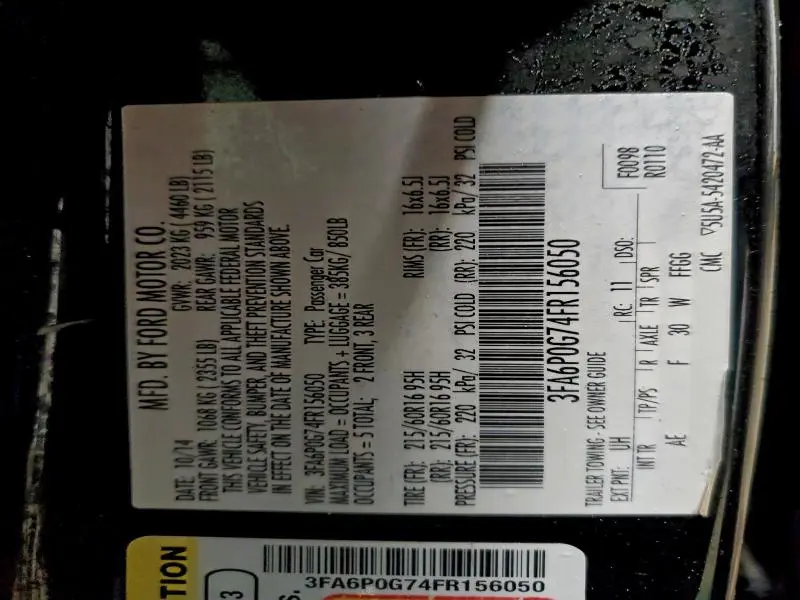 MFD. BY FORD MOTOR CO.
DATE: 10/14 GVWR: 2023 KG ( 4460 LB)
FRONT GAWR: 1068 KG ( 2355 LB) REAR GAWR: 959 KG ( 2115 LB)
THIS VEHICLE CONFORMS TO ALL APPLICABLE FEDERAL MOTOR
VEHICLE SAFETY, BUMPER, AND THEFT PREVENTION STANDARDS
IN EFFECT ON THE DATE OF MANUFACTURE SHOWN ABOVE.
VIN: 3FA6P0G74FR156050 TYPE: Passenger Car
MAXIMUM LOAD = OCCUPANTS + LUGGAGE = 385KG/ 850LB
OCCUPANTS = 5 TOTAL; 2 FRONT, 3 REAR
TIRE (FR): 215/60R16 95H RIMS (FR): 16x6.5J
(RR): 215/60R16 95H (RR): 16x6.5J
PRESSURE (FR): 220 kPa/ 32 PSI COLD (RR): 220 kPa/ 32 PSI COLD
3FA6P0G74FR156050
TRAILER TOWING - SEE OWNER GUIDE
F0098
EXT PNT: UH RC: 11 DSO: R0110
INT TR TP/PS R AXLE TR SPR
AE F 30 W FFGG
CMC ▽5U5A-5420472-AA
3FA6P0G74FR156050
3